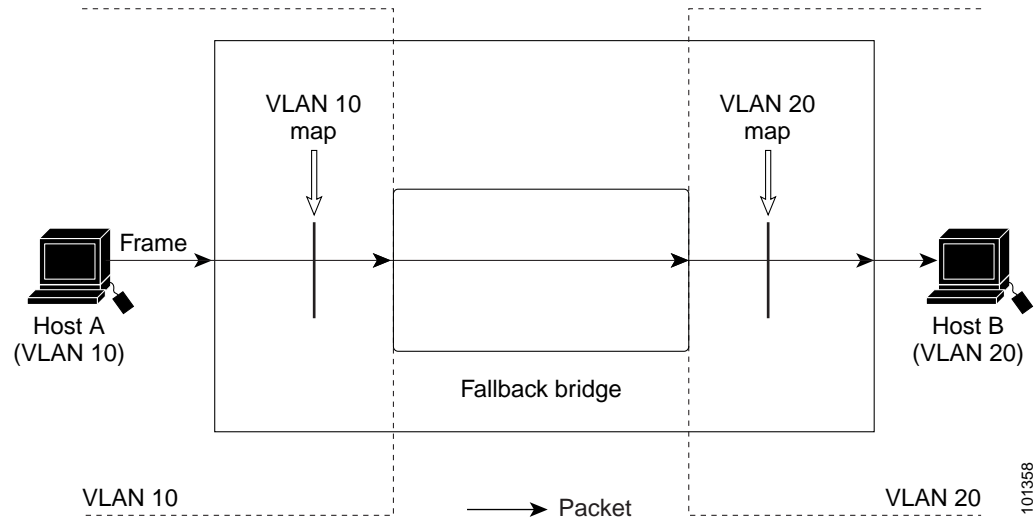 VLAN 10
map
VLAN 20
map
Frame
Host A
(VLAN 10)
Host B
(VLAN 20)
Fallback bridge
VLAN 10
Packet
VLAN 20
101358